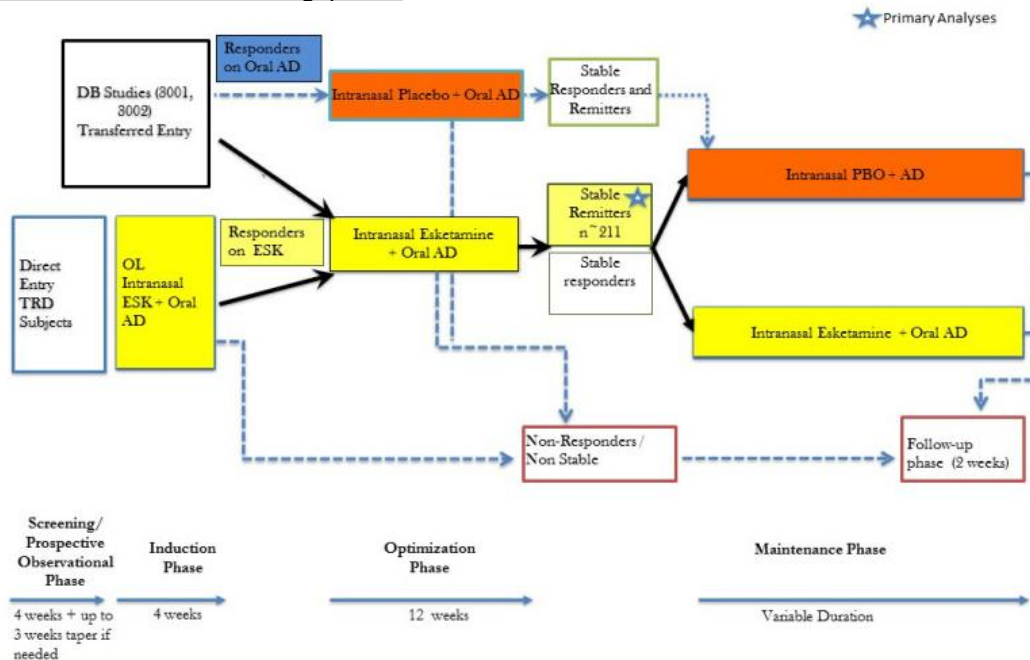 Primary Analyses
Responders
on Oral AD
DB Studies (3001,
3002)
Transferred Entry
Intranasal Placebo + Oral AD
Stable
Responders and
Remitters
Intranasal PBO + AD
Stable
Remitters
n~211
Responders
on ESK
Intranasal Esketamine
+ Oral AD
Stable
responders
Direct
Entry
TRD
Subjects
OL
Intranasal
ESK + Oral
AD
Intranasal Esketamine + Oral AD
Non-Responders/
Non Stable
Follow-up
phase (2 weeks)
Screening/
Prospective
Observational
Phase
Induction
Phase
Optimization
Phase
Maintenance Phase
4 weeks + up to
3 weeks taper if
needed
4 weeks
12 weeks
Variable Duration